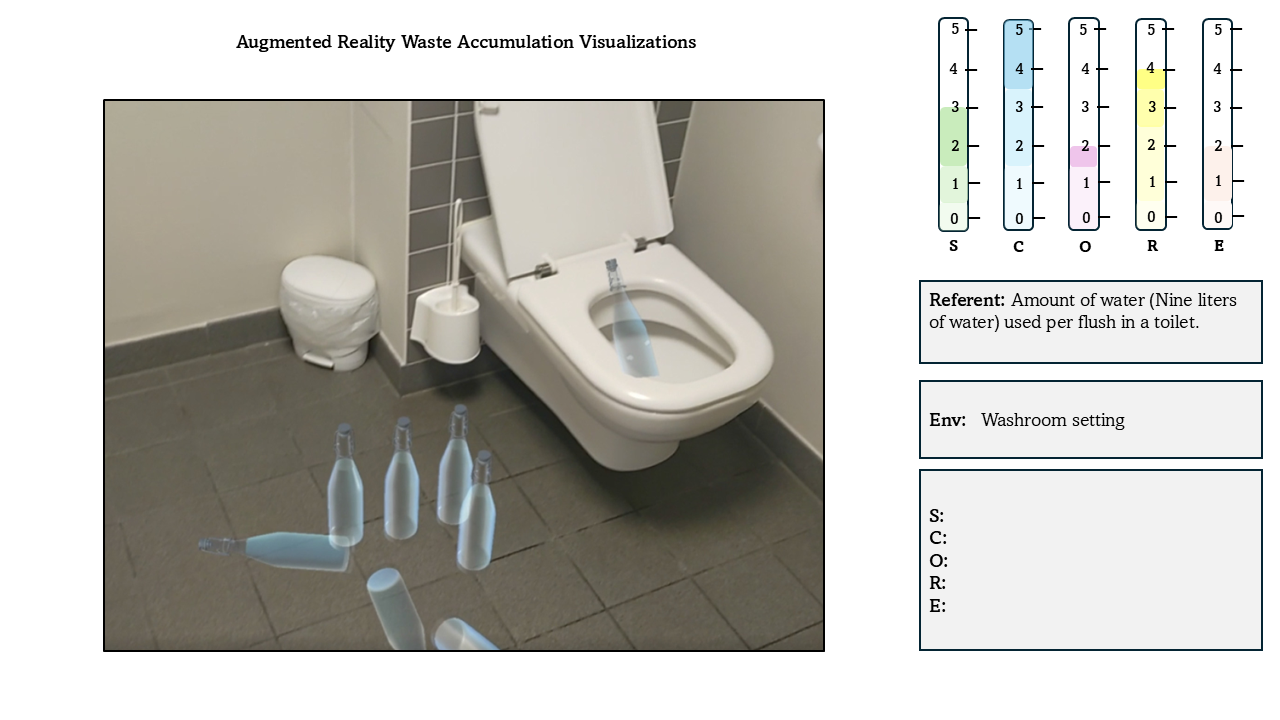 Augmented Reality Waste Accumulation Visualizations
5 5 5 5 5
4 4 4 4 4
3 3 3 3 3
2 2 2 2 2
1 1 1 1 1
0 0 0 0 0
S C O R E
Referent: Amount of water (Nine liters
of water) used per flush in a toilet.
Env: Washroom setting
S:
C:
O:
R:
E: